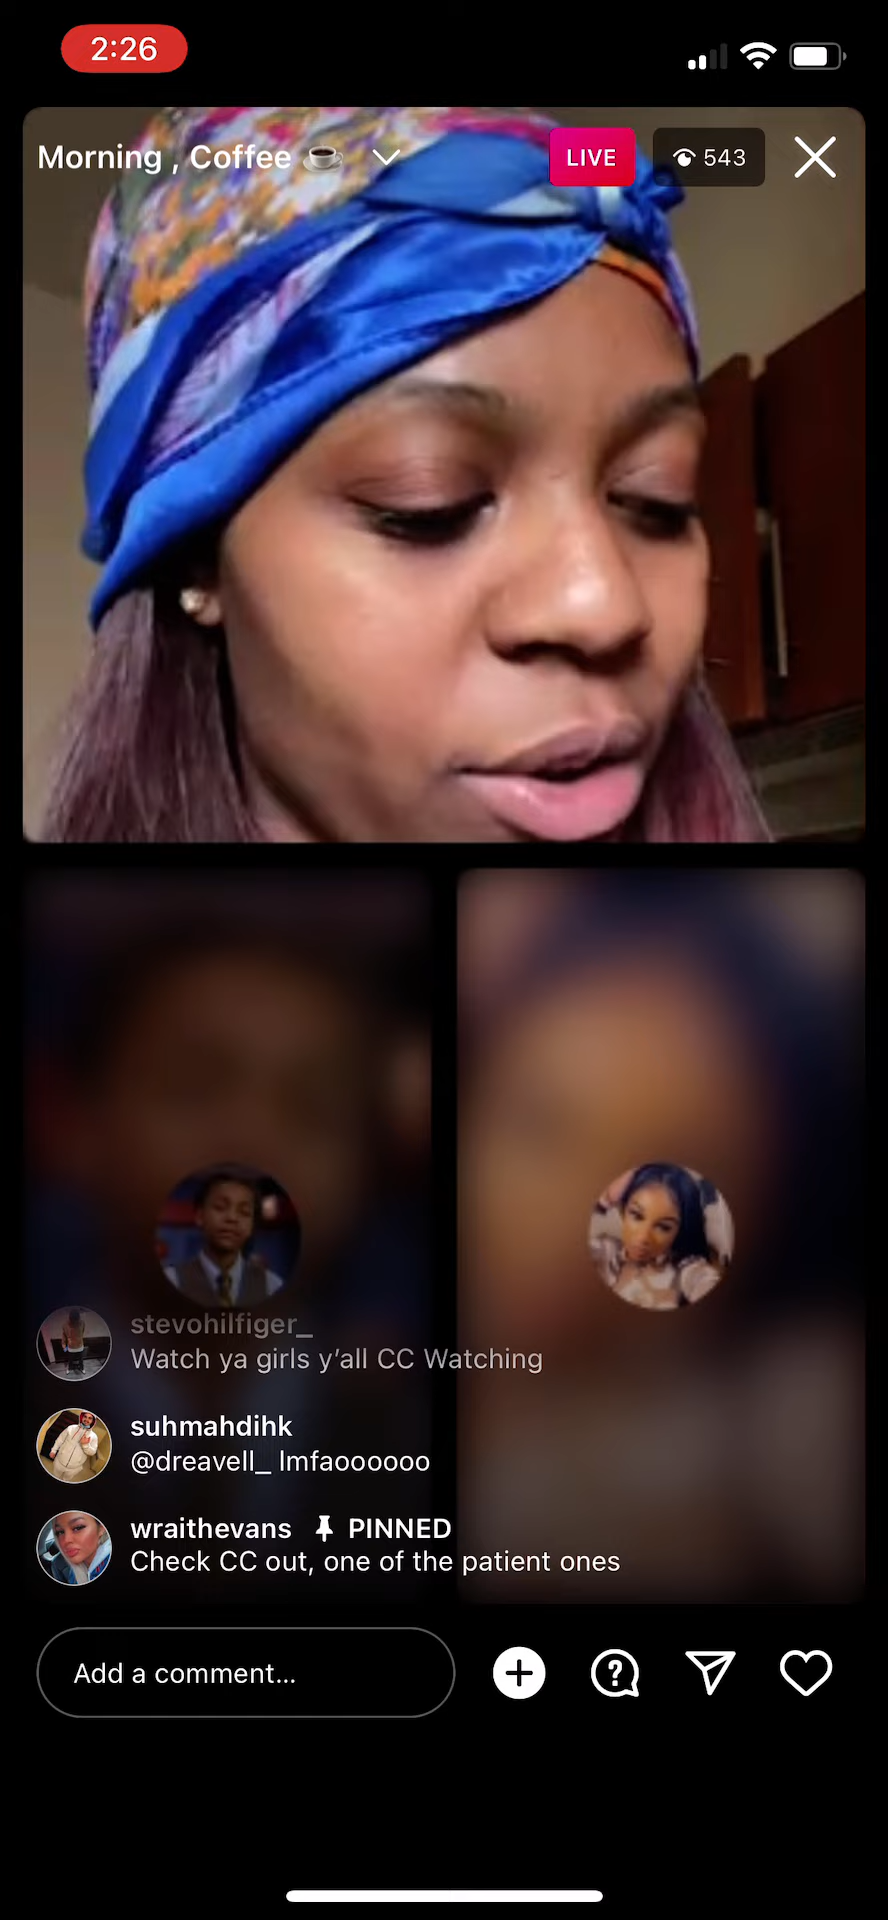 2:26
Morning , Coffee ☕
LIVE
543
stevohilfiger_
Watch ya girls y’all CC Watching
suhmahdihk
@dreavell_ lmfaoooooo
wraithevans PINNED
Check CC out, one of the patient ones
Add a comment...